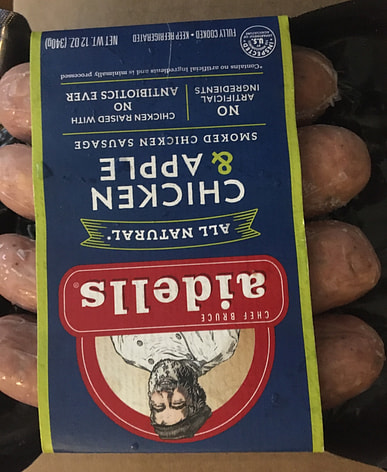 CHEF BRUCE
aidells®
ALL NATURAL*
CHICKEN
& APPLE
SMOKED CHICKEN SAUSAGE
NO
ARTIFICIAL
INGREDIENTS
CHICKEN RAISED WITH
NO
ANTIBIOTICS EVER
*Contains no artificial ingredients and is minimally processed
FULLY COOKED • KEEP REFRIGERATED
NET WT. 12 OZ. (340g)
INSPECTED
U.S.